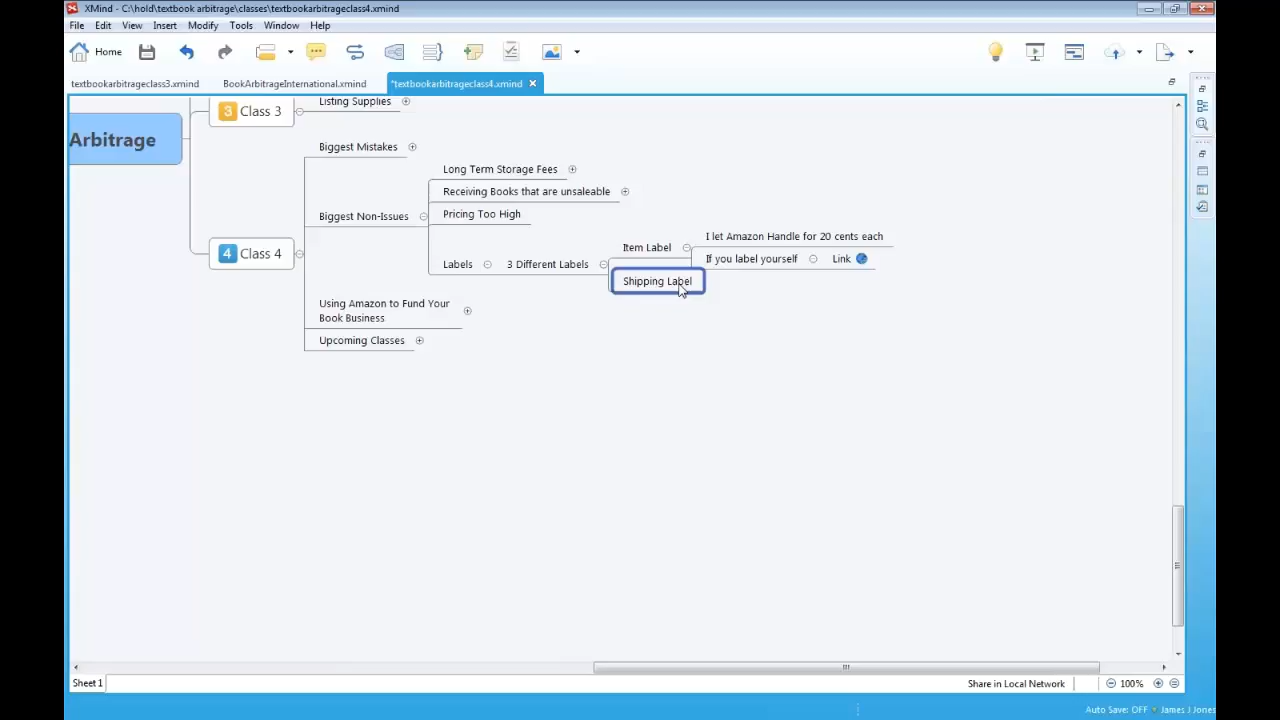 XMind - C:\hold\textbook arbitrage\classes\textbookarbitrageclass4.xmind
File Edit View Insert Modify Tools Window Help
Home
textbookarbitrageclass3.xmind BookArbitrageInternational.xmind *textbookarbitrageclass4.xmind
3 Class 3
Listing Supplies
Arbitrage
Biggest Mistakes
Long Term Storage Fees
Receiving Books that are unsaleable
Biggest Non-Issues
Pricing Too High
I let Amazon Handle for 20 cents each
Item Label
If you label yourself
Link
4 Class 4
Labels
3 Different Labels
Shipping Label
Using Amazon to Fund Your
Book Business
Upcoming Classes
Sheet 1
Share in Local Network
100%
Auto Save: OFF
James J Jones